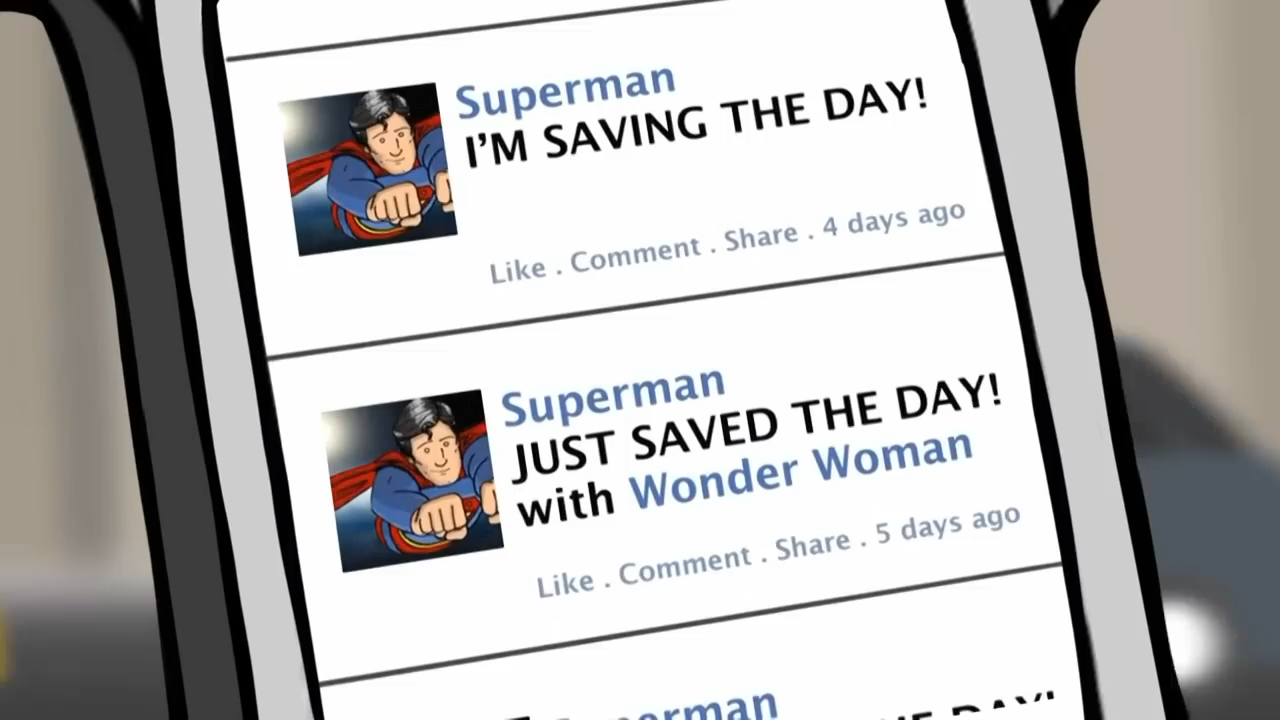 Superman
I'M SAVING THE DAY!
Like . Comment . Share . 4 days ago
Superman
JUST SAVED THE DAY!
with Wonder Woman
Like . Comment . Share . 5 days ago
DAY!